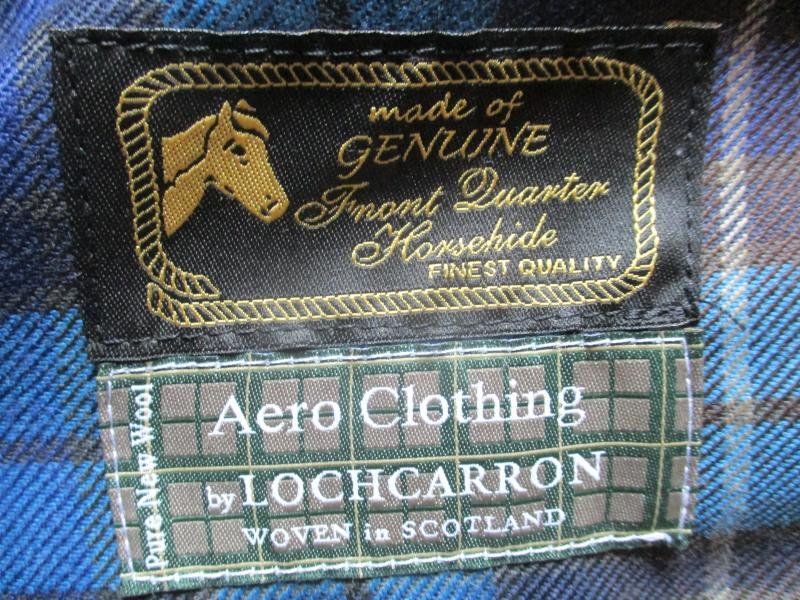 made of
GENUINE
Front Quarter
Horsehide
FINEST QUALITY
Pure New Wool
Aero Clothing
by LOCHCARRON
WOVEN in SCOTLAND